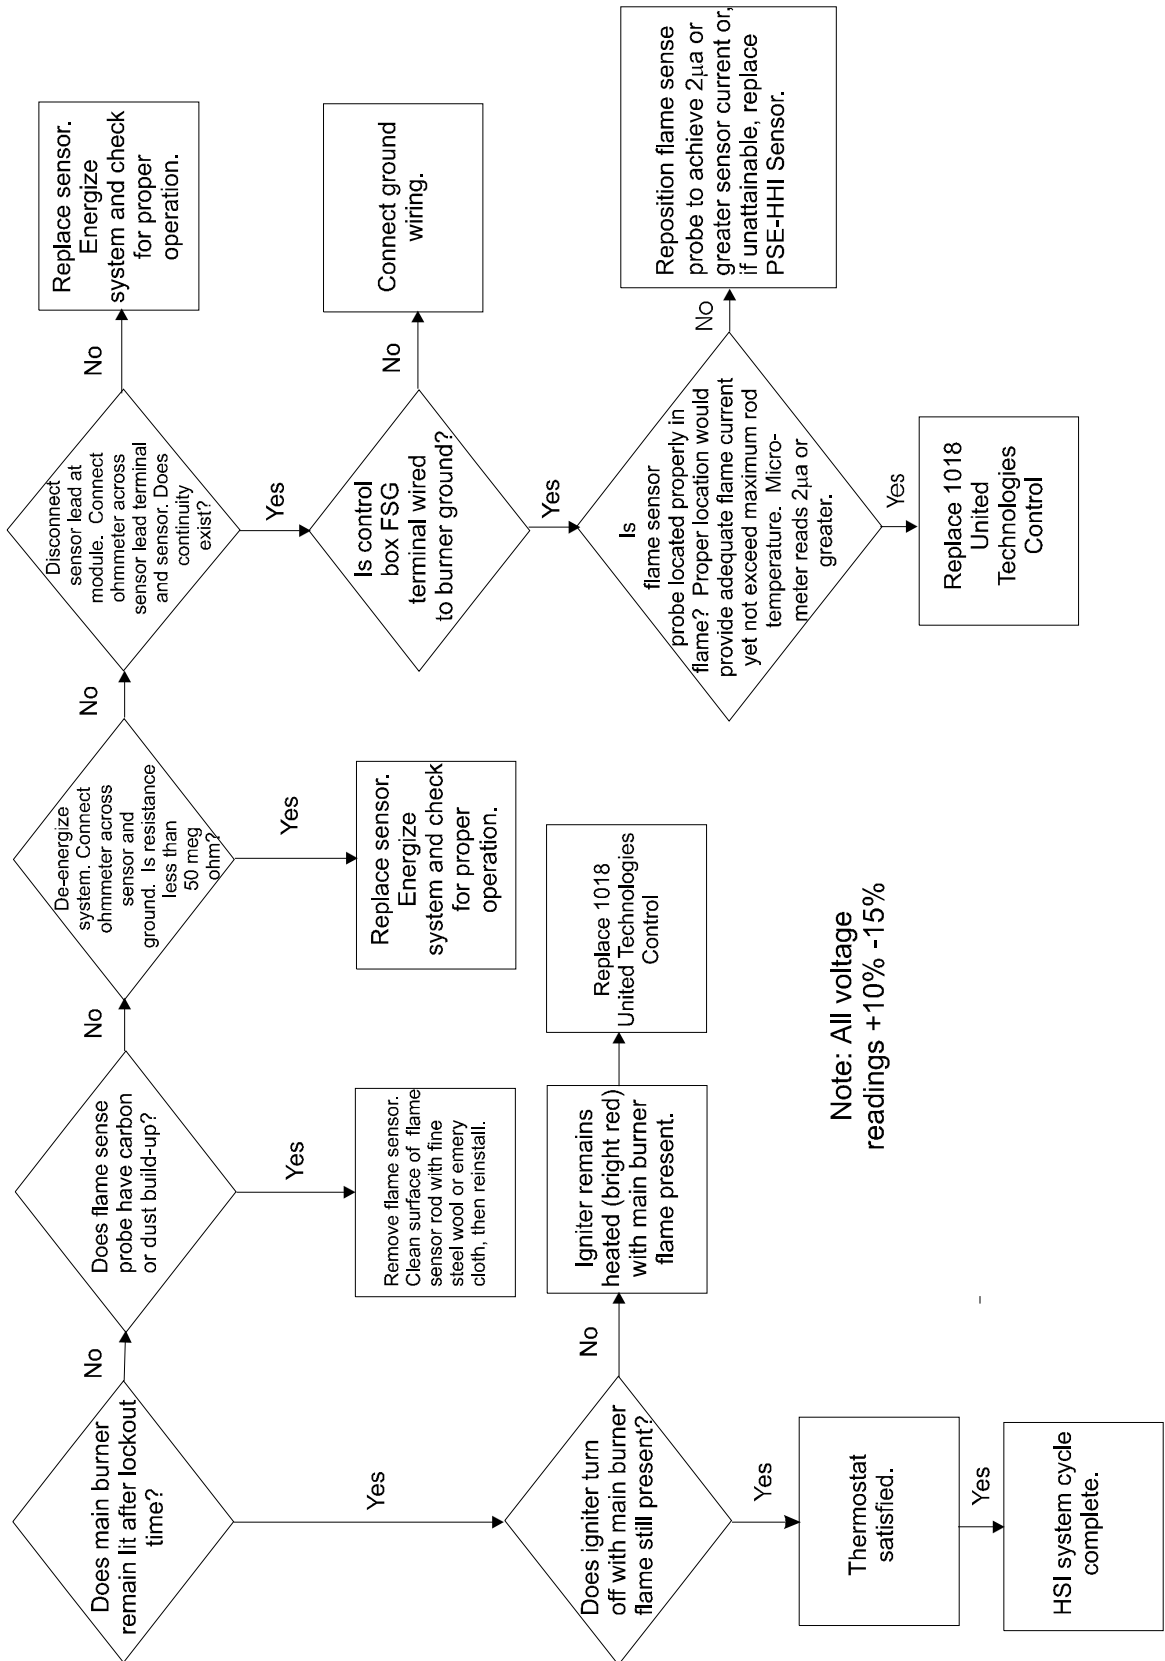 Does main burner
remain lit after lockout
time?
No
Does flame sense
probe have carbon
or dust build-up?
No
De-energize
system. Connect
ohmmeter across
sensor and
ground. Is resistance
less than
50 meg
ohm?
No
Disconnect
sensor lead at
module. Connect
ohmmeter across
sensor lead terminal
and sensor. Does
continuity
exist?
No
Replace sensor.
Energize
system and check
for proper
operation.
Yes
Yes
Remove flame sensor.
Clean surface of flame
sensor rod with fine
steel wool or emery
cloth, then reinstall.
Yes
Replace sensor.
Energize
system and check
for proper
operation.
Yes
Is control
box FSG
terminal wired
to burner ground?
No
Connect ground
wiring.
Does igniter turn
off with main burner
flame still present?
No
Igniter remains
heated (bright red)
with main burner
flame present.
Replace 1018
United Technologies
Control
Yes
Is
flame sensor
probe located properly in
flame? Proper location would
provide adequate flame current
yet not exceed maximum rod
temperature. Micro-
meter reads 2µa or
greater.
No
Reposition flame sense
probe to achieve 2µa or
greater sensor current or,
if unattainable, replace
PSE-HHI Sensor.
Yes
Thermostat
satisfied.
Yes
HSI system cycle
complete.
Note: All voltage
readings +10% -15%
Yes
Replace 1018
United
Technologies
Control